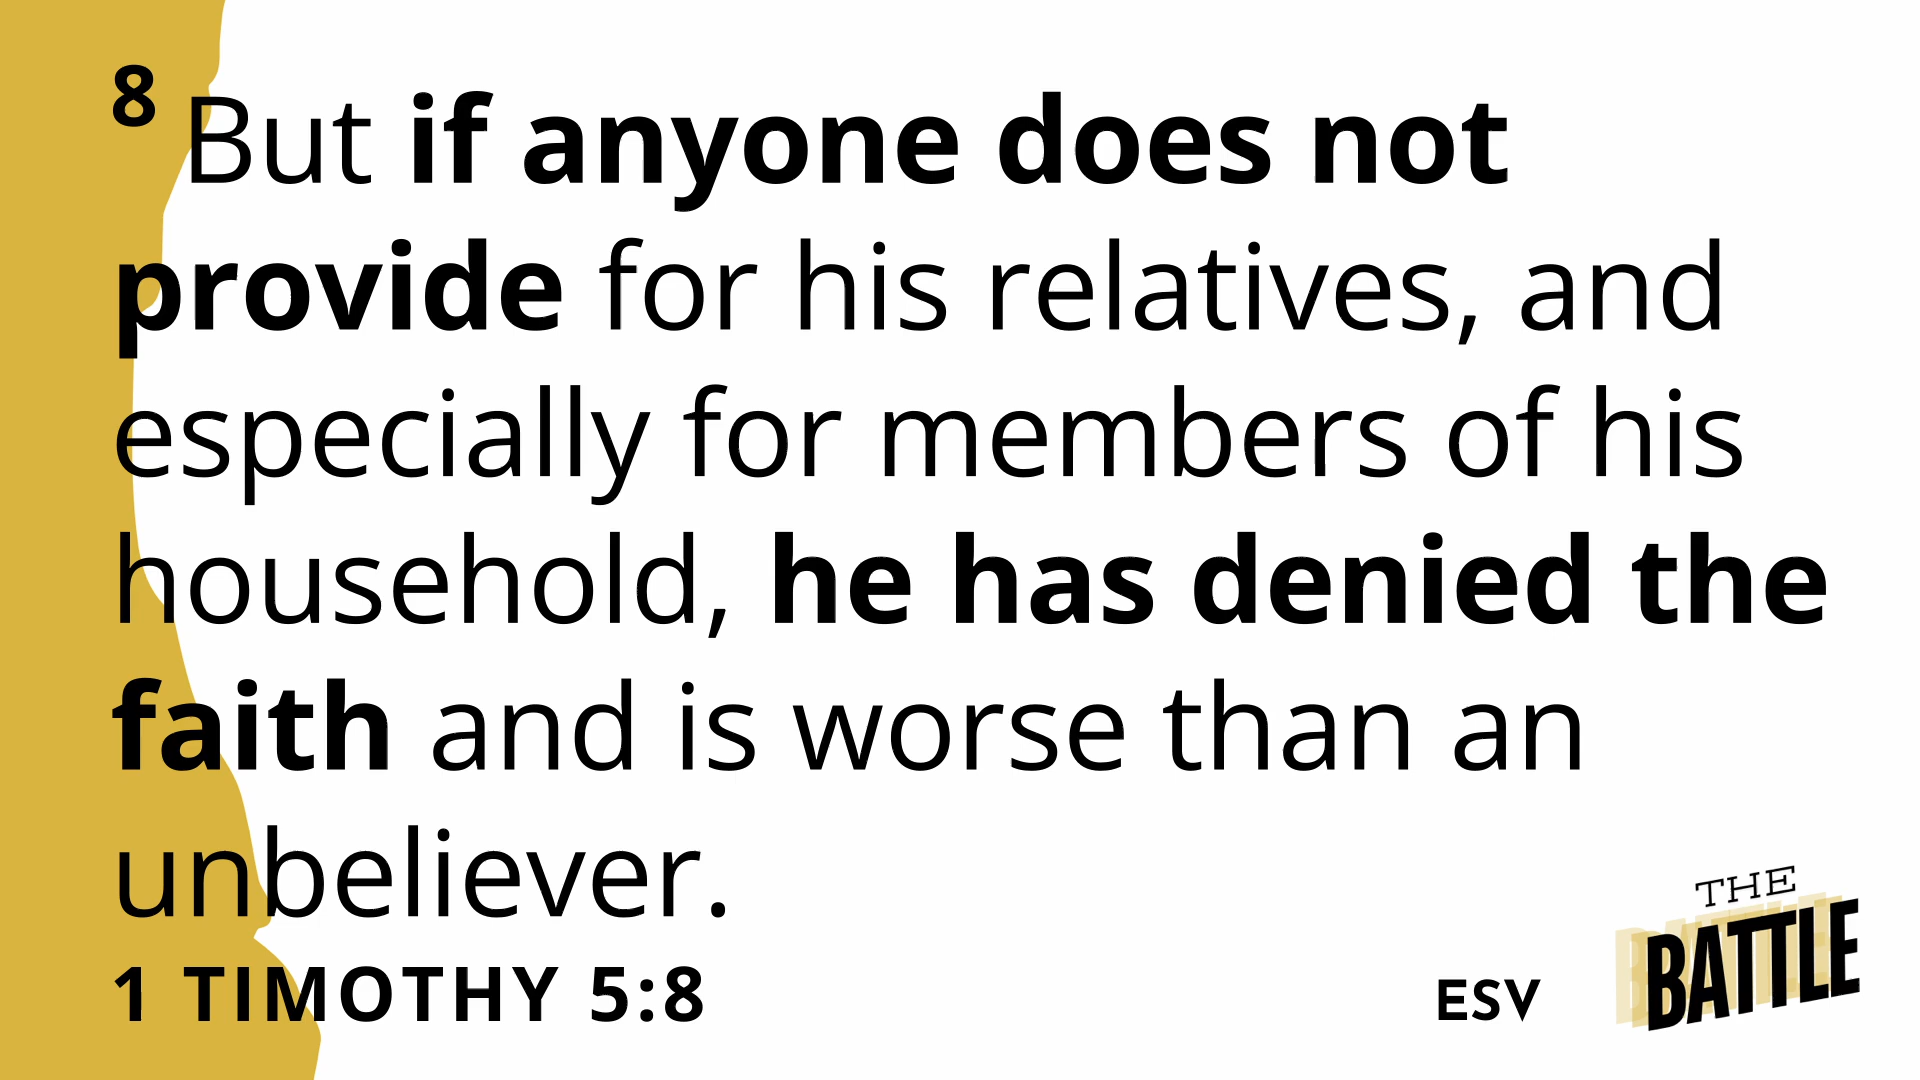 8 But if anyone does not
provide for his relatives, and
especially for members of his
household, he has denied the
faith and is worse than an
unbeliever.
1 TIMOTHY 5:8
ESV
THE
BATTLE